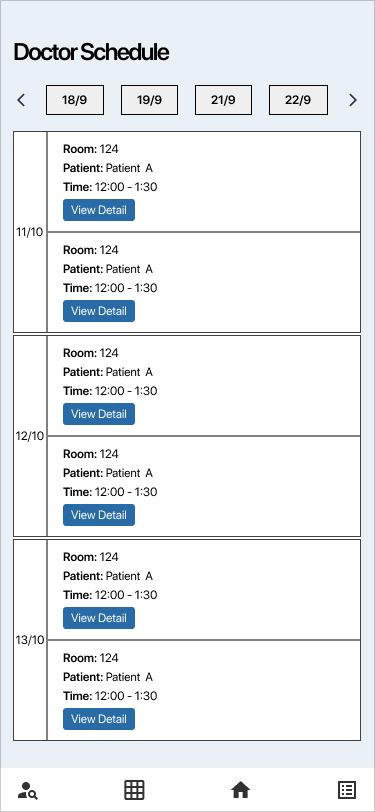 Doctor Schedule
18/9 19/9 21/9 22/9
Room: 124
Patient: Patient A
Time: 12:00 - 1:30
View Detail
11/10
Room: 124
Patient: Patient A
Time: 12:00 - 1:30
View Detail
Room: 124
Patient: Patient A
Time: 12:00 - 1:30
View Detail
12/10
Room: 124
Patient: Patient A
Time: 12:00 - 1:30
View Detail
Room: 124
Patient: Patient A
Time: 12:00 - 1:30
View Detail
13/10
Room: 124
Patient: Patient A
Time: 12:00 - 1:30
View Detail